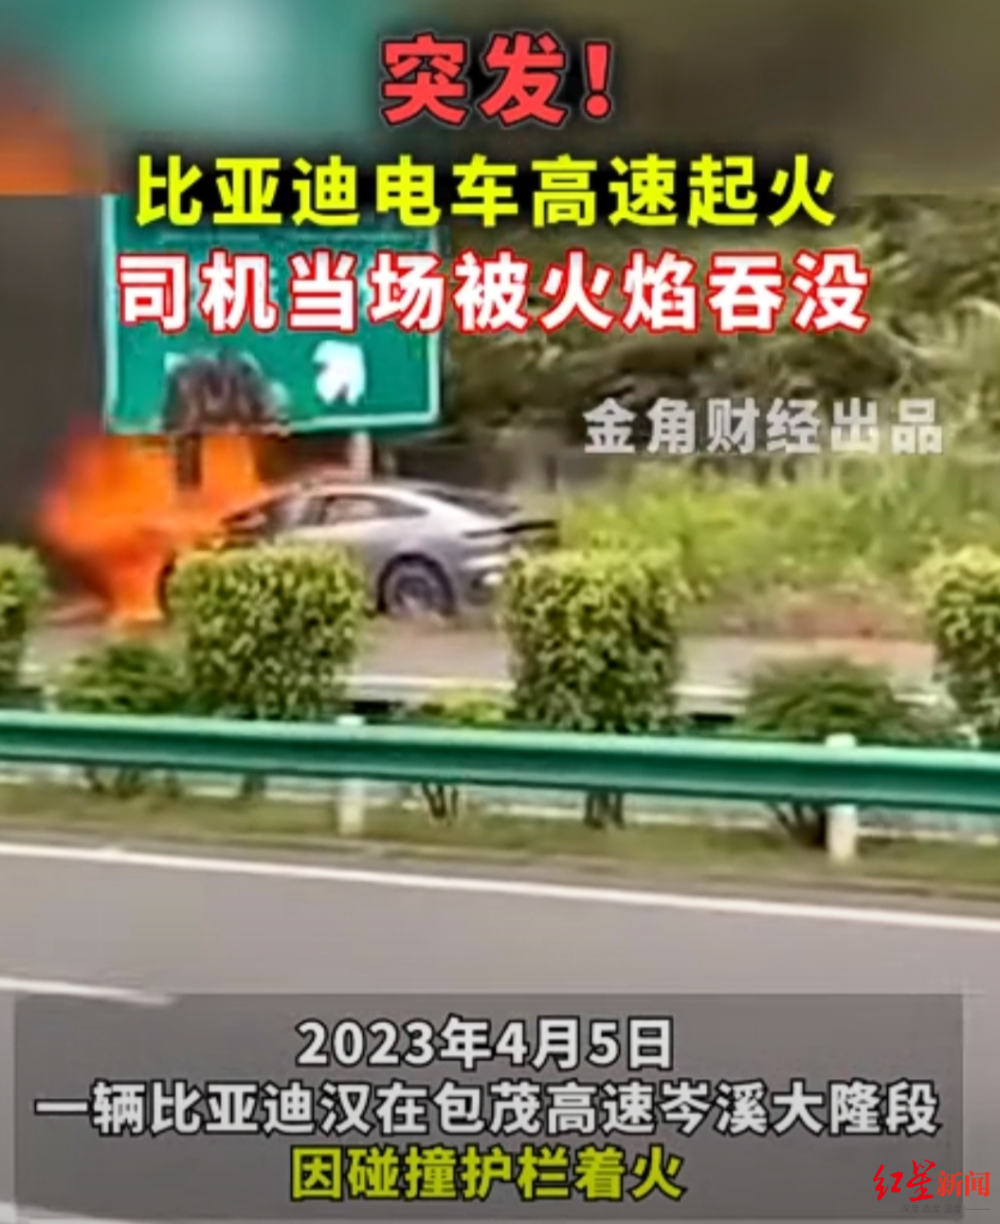 突发！
比亚迪电车高速起火
司机当场被火焰吞没
金角财经出品
2023年4月5日
一辆比亚迪汉在包茂高速岑溪大隆段
因碰撞护栏着火
红星新闻